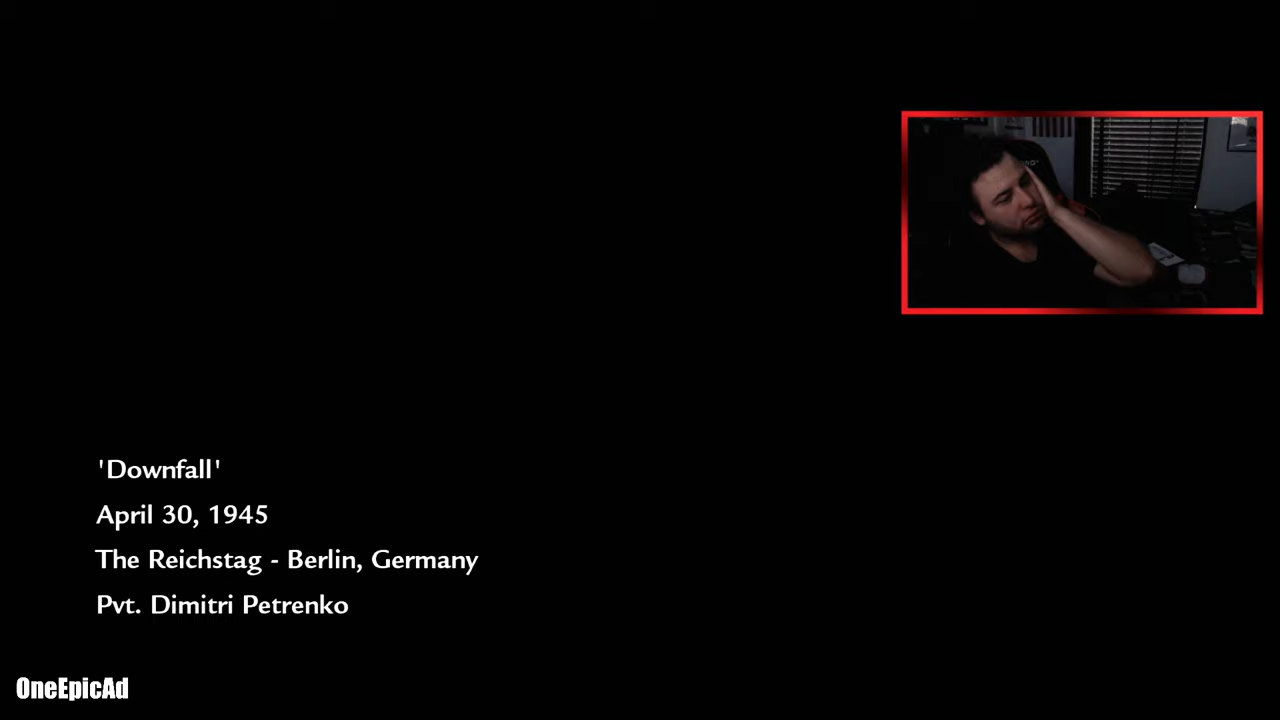 'Downfall'
April 30, 1945
The Reichstag - Berlin, Germany
Pvt. Dimitri Petrenko
OneEpicAd